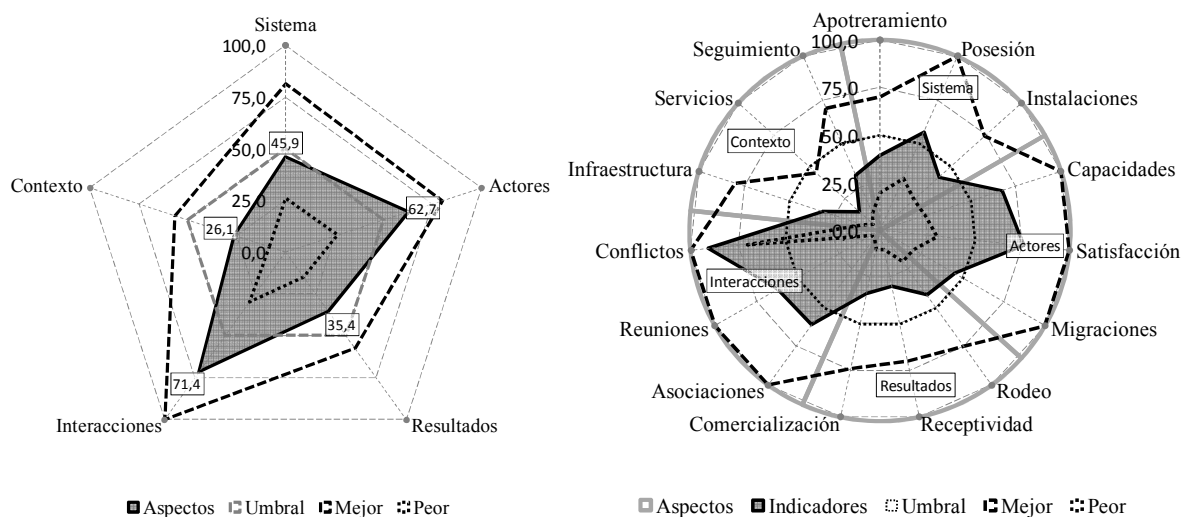 Sistema
100,0
75,0
50,0
45,9
25,0
0,0
Contexto
26,1
Actores
62,7
35,4
71,4
Interacciones
Resultados
Aspectos Umbral Mejor Peor
Apotreramiento
100,0
75,0
50,0
25,0
0,0
Seguimiento
Posesión
Sistema
Servicios
Instalaciones
Contexto
Infraestructura
Capacidades
Conflictos
Actores
Satisfacción
Interacciones
Reuniones
Migraciones
Asociaciones
Resultados
Rodeo
Comercialización
Receptividad
Aspectos Indicadores Umbral Mejor Peor